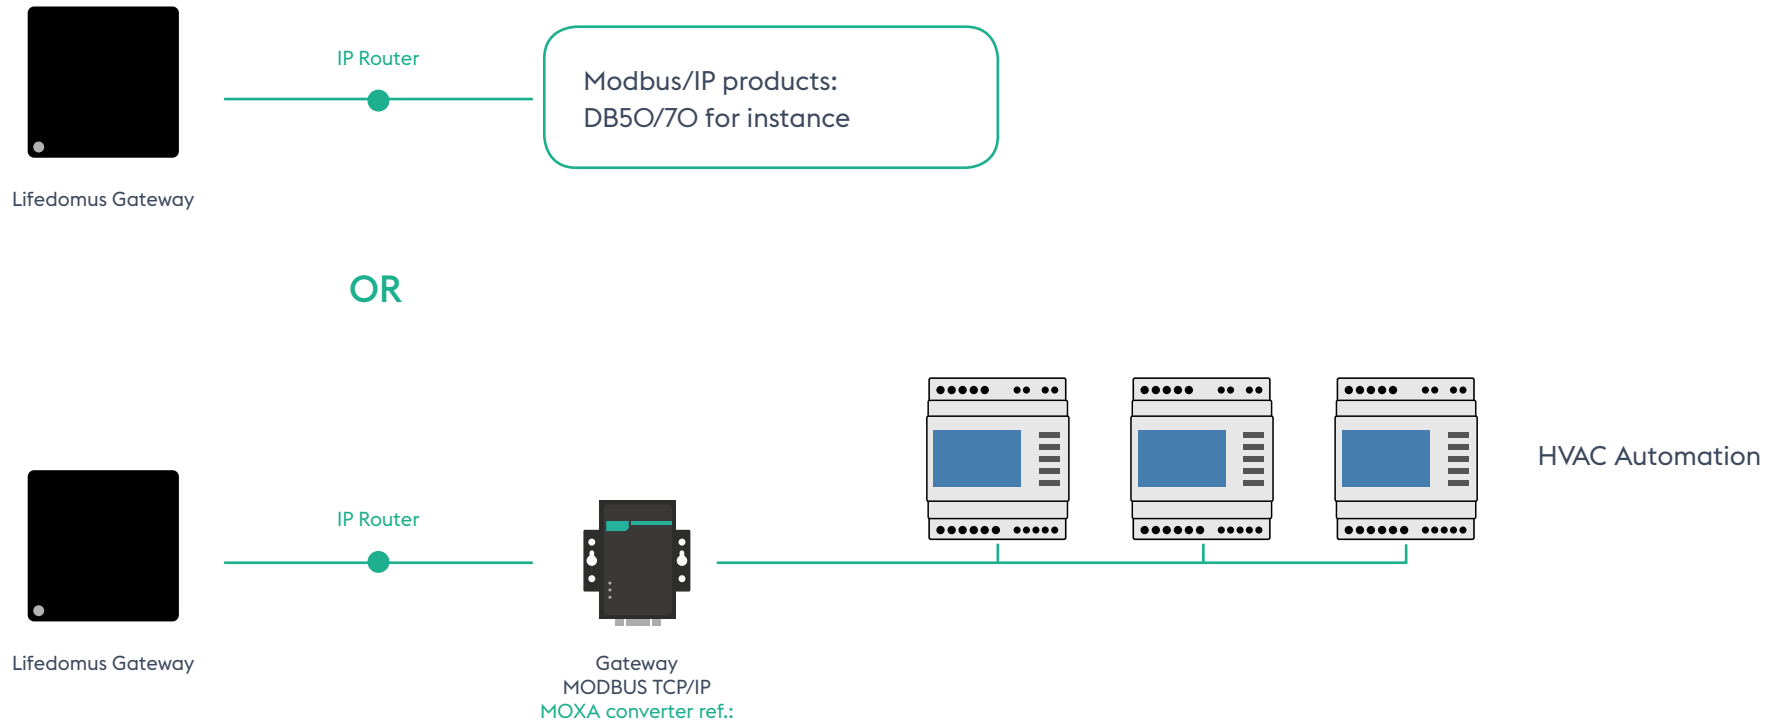 IP Router
Modbus/IP products:
DB50/70 for instance
Lifedomus Gateway
OR
HVAC Automation
IP Router
Lifedomus Gateway
Gateway
MODBUS TCP/IP
MOXA converter ref.: